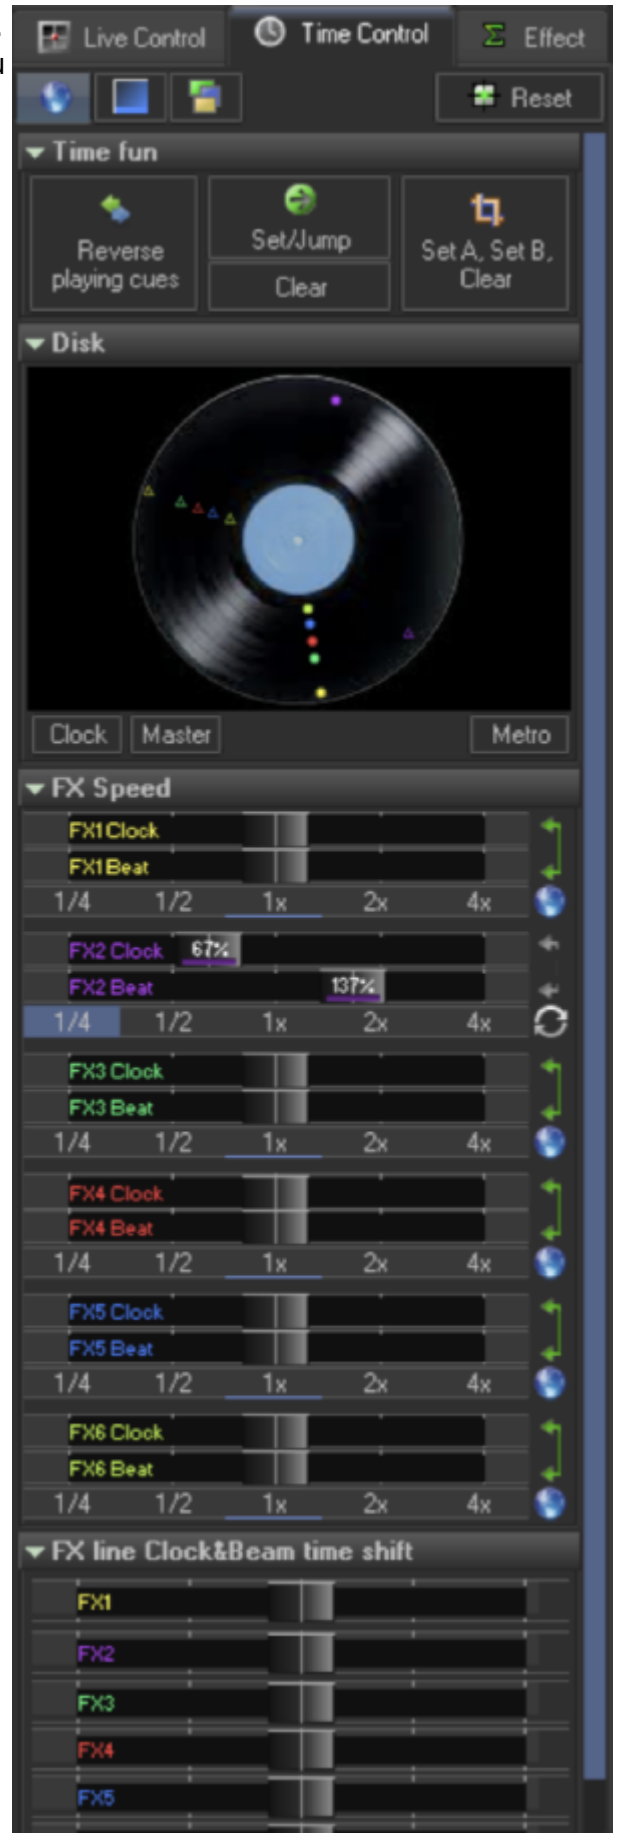 Live Control Time Control Σ Effect
Reset
Time fun
Reverse
playing cues
Set/Jump
Clear
Set A, Set B,
Clear
Disk
Clock Master Metro
FX Speed
FX1 Clock
FX1 Beat
1/4 1/2 1x 2x 4x
FX2 Clock 67%
FX2 Beat 137%
1/4 1/2 1x 2x 4x
FX3 Clock
FX3 Beat
1/4 1/2 1x 2x 4x
FX4 Clock
FX4 Beat
1/4 1/2 1x 2x 4x
FX5 Clock
FX5 Beat
1/4 1/2 1x 2x 4x
FX6 Clock
FX6 Beat
1/4 1/2 1x 2x 4x
FX line Clock&Beam time shift
FX1
FX2
FX3
FX4
FX5